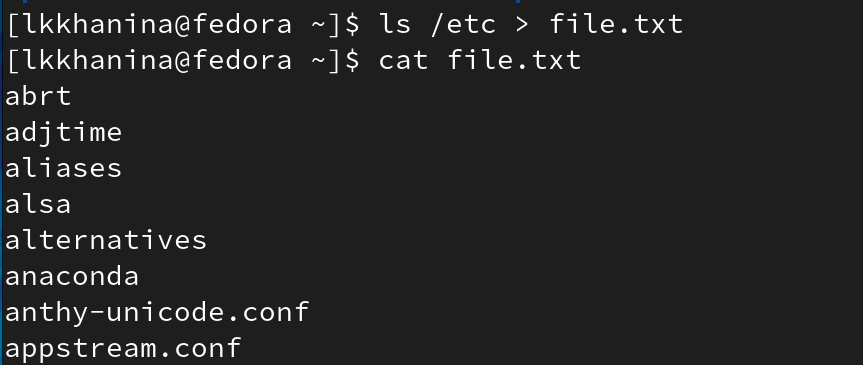 [lkkhanina@fedora ~]$ ls /etc > file.txt
[lkkhanina@fedora ~]$ cat file.txt
abrt
adjtime
aliases
alsa
alternatives
anaconda
anthy-unicode.conf
appstream.conf